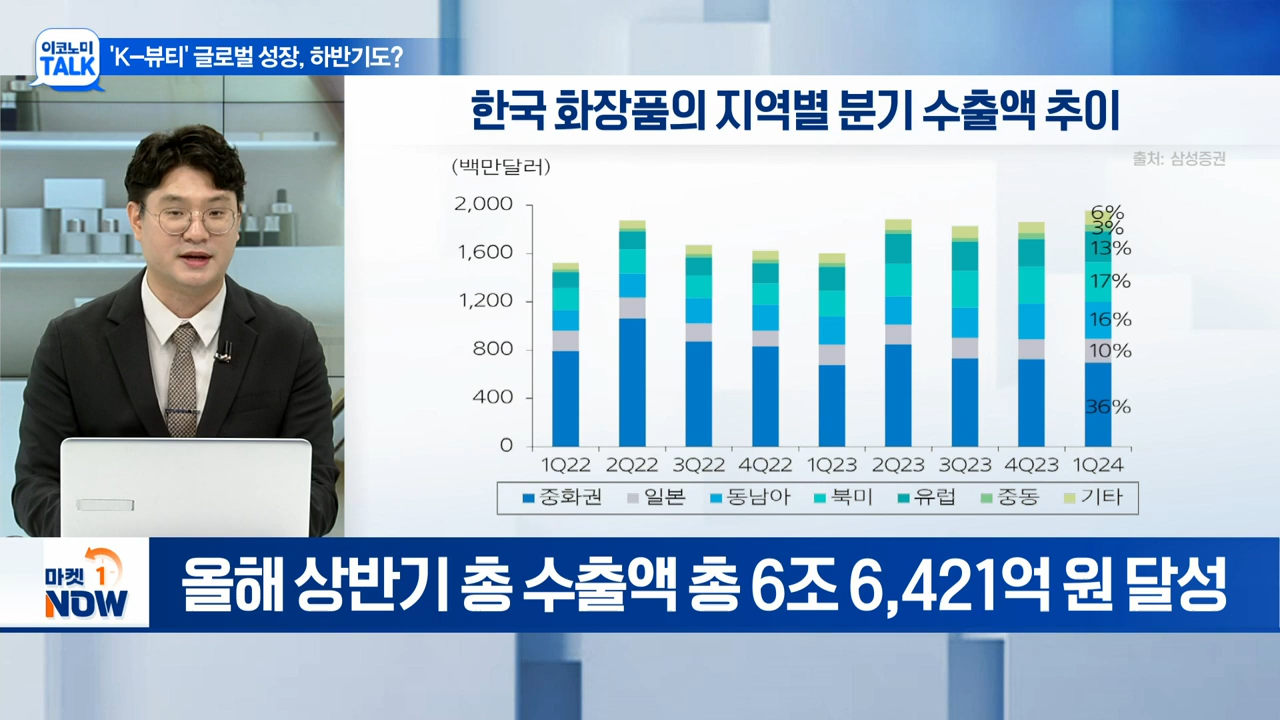 이코노미
TALK
'K-뷰티' 글로벌 성장, 하반기도?
한국 화장품의 지역별 분기 수출액 추이
출처: 삼성증권
(백만달러)
2,000
1,600
1,200
800
400
0
6%
3%
13%
17%
16%
10%
36%
1Q22 2Q22 3Q22 4Q22 1Q23 2Q23 3Q23 4Q23 1Q24
중화권 일본 동남아 북미 유럽 중동 기타
마켓 1
NOW
올해 상반기 총 수출액 총 6조 6,421억 원 달성